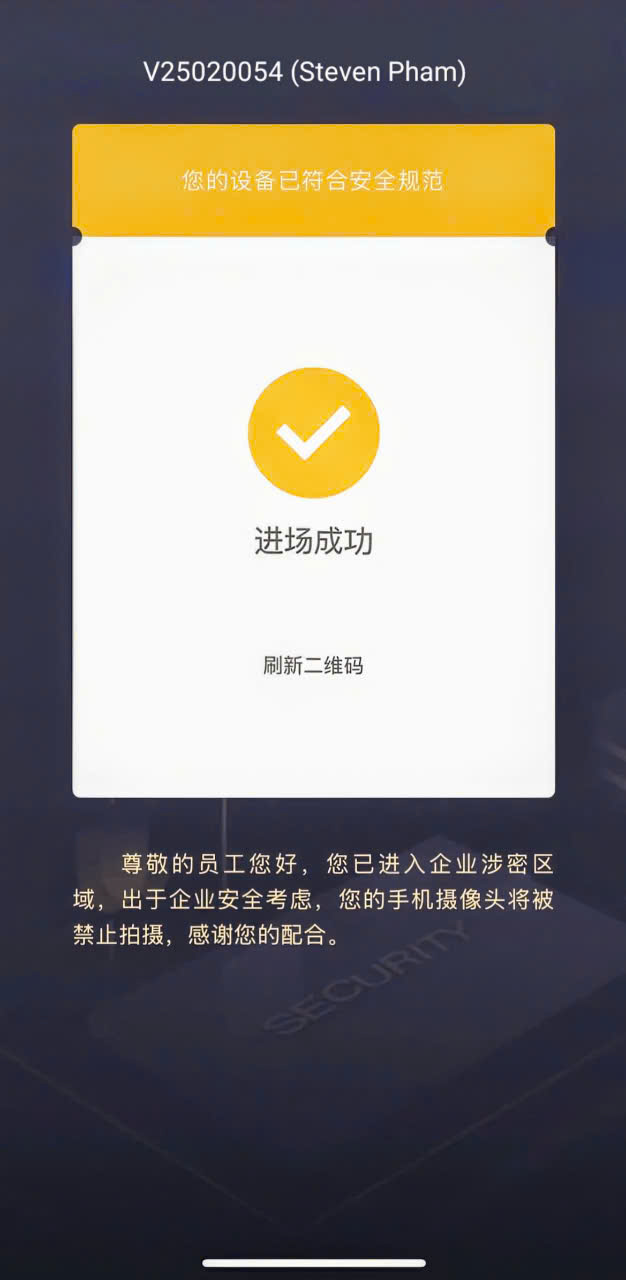 V25020054 (Steven Pham)
您的设备已符合安全规范
进场成功
刷新二维码
尊敬的员工您好，您已进入企业涉密区
域，出于企业安全考虑，您的手机摄像头将被
禁止拍摄，感谢您的配合。
SECURITY